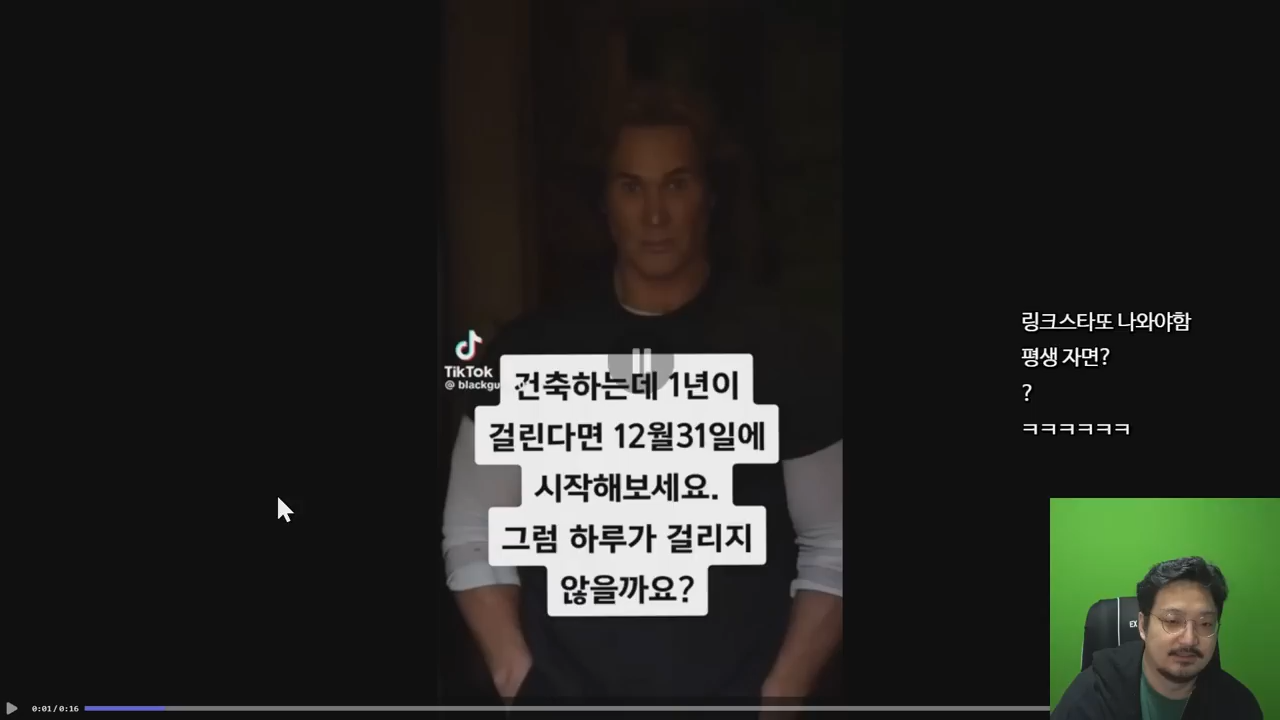 TikTok
@ blackgu
건축하는데 1년이
걸린다면 12월31일에
시작해보세요.
그럼 하루가 걸리지
않을까요?
링크스타또 나와야함
평생 자면?
?
ㅋㅋㅋㅋㅋㅋ
EX
0:01/0:16